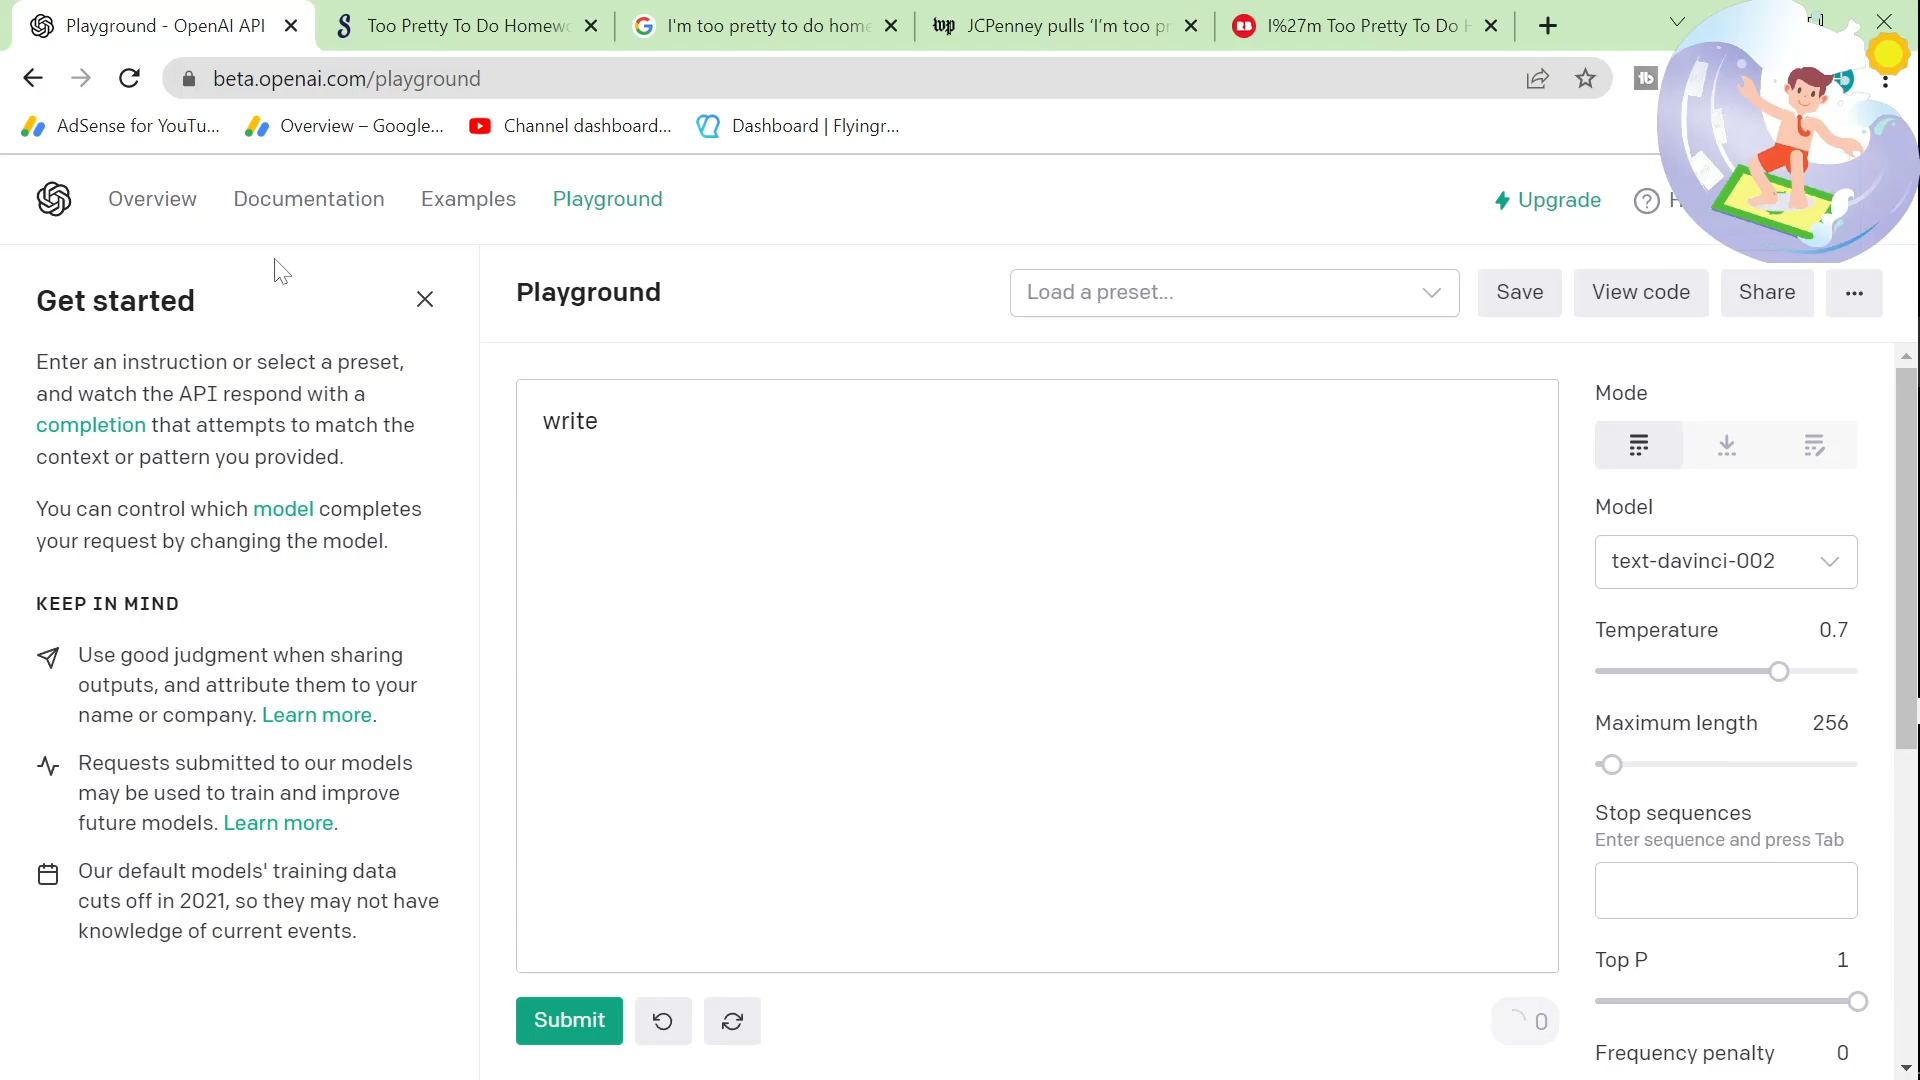 Playground - OpenAI API
Too Pretty To Do Homew
I'm too pretty to do home
wp JCPenney pulls 'I'm too pr
RB I%27m Too Pretty To Do H
beta.openai.com/playground
tb
AdSense for YouTu...
Overview – Google...
Channel dashboard...
Dashboard | Flyingr...
Overview
Documentation
Examples
Playground
Upgrade
? H
Get started
Enter an instruction or select a preset,
and watch the API respond with a
completion that attempts to match the
context or pattern you provided.
You can control which model completes
your request by changing the model.
KEEP IN MIND
Use good judgment when sharing
outputs, and attribute them to your
name or company. Learn more.
Requests submitted to our models
may be used to train and improve
future models. Learn more.
Our default models' training data
cuts off in 2021, so they may not have
knowledge of current events.
Playground
Load a preset...
Save
View code
Share
...
write
Submit
0
Mode
Model
text-davinci-002
Temperature 0.7
Maximum length 256
Stop sequences
Enter sequence and press Tab
Top P 1
Frequency penalty 0